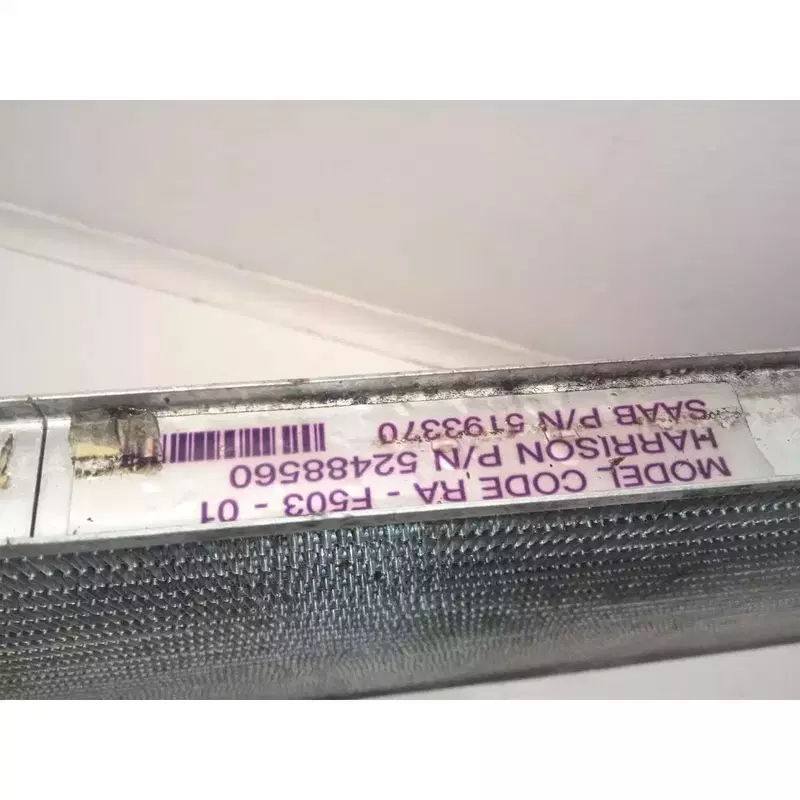 MODEL CODE RA - F503 - 01
HARRISON P/N 52488560
SAAB P/N 5193370